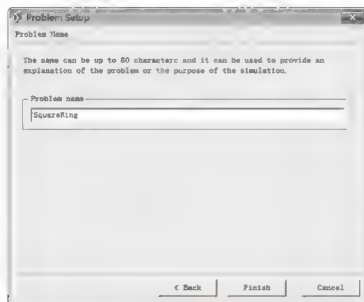 Problem Setup
Problem Name
The name can be up to 50 characters and it can be used to provide an
explanation of the problem or the purpose of the simulation.
Problem name
SquareRing
< Back
Finish
Cancel